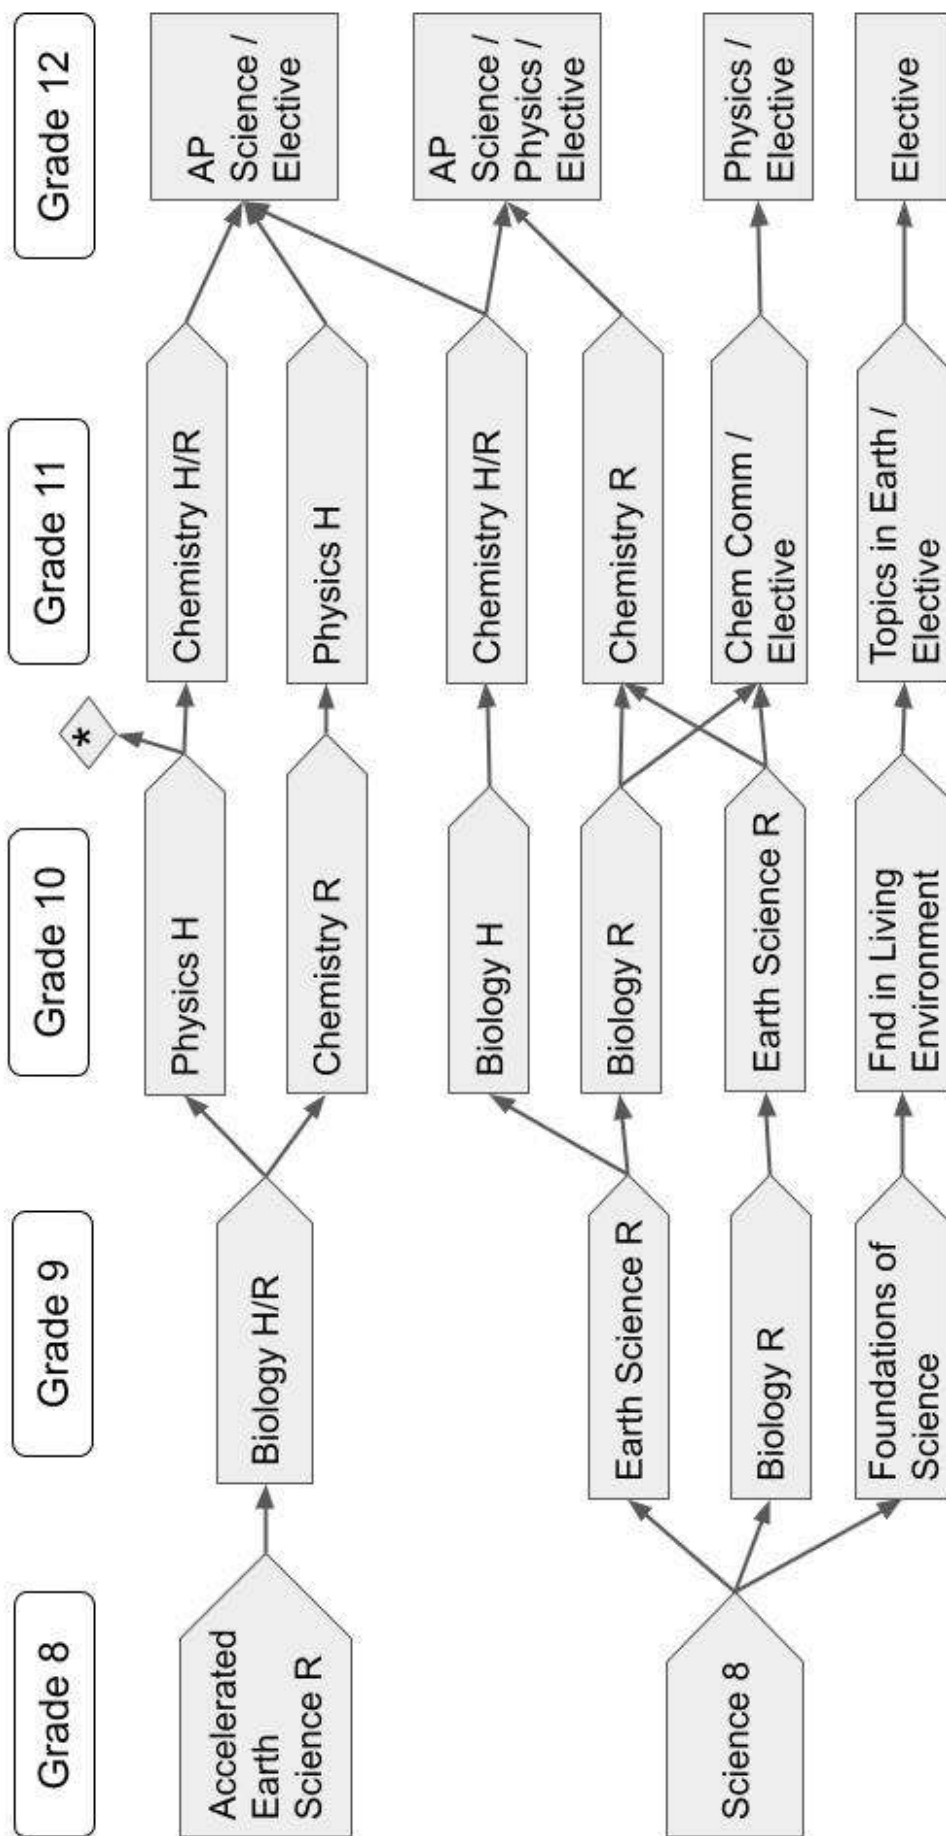 Grade 8
Grade 9
Grade 10
Grade 11
Grade 12
Accelerated
Earth
Science R
Biology H/R
Physics H
*
Chemistry H/R
AP
Science /
Elective
Chemistry R
Physics H
Biology H
Chemistry H/R
AP
Science /
Physics /
Elective
Science 8
Earth Science R
Biology R
Chemistry R
Biology R
Earth Science R
Chem Comm /
Elective
Physics /
Elective
Foundations of
Science
Fnd in Living
Environment
Topics in Earth /
Elective
Elective